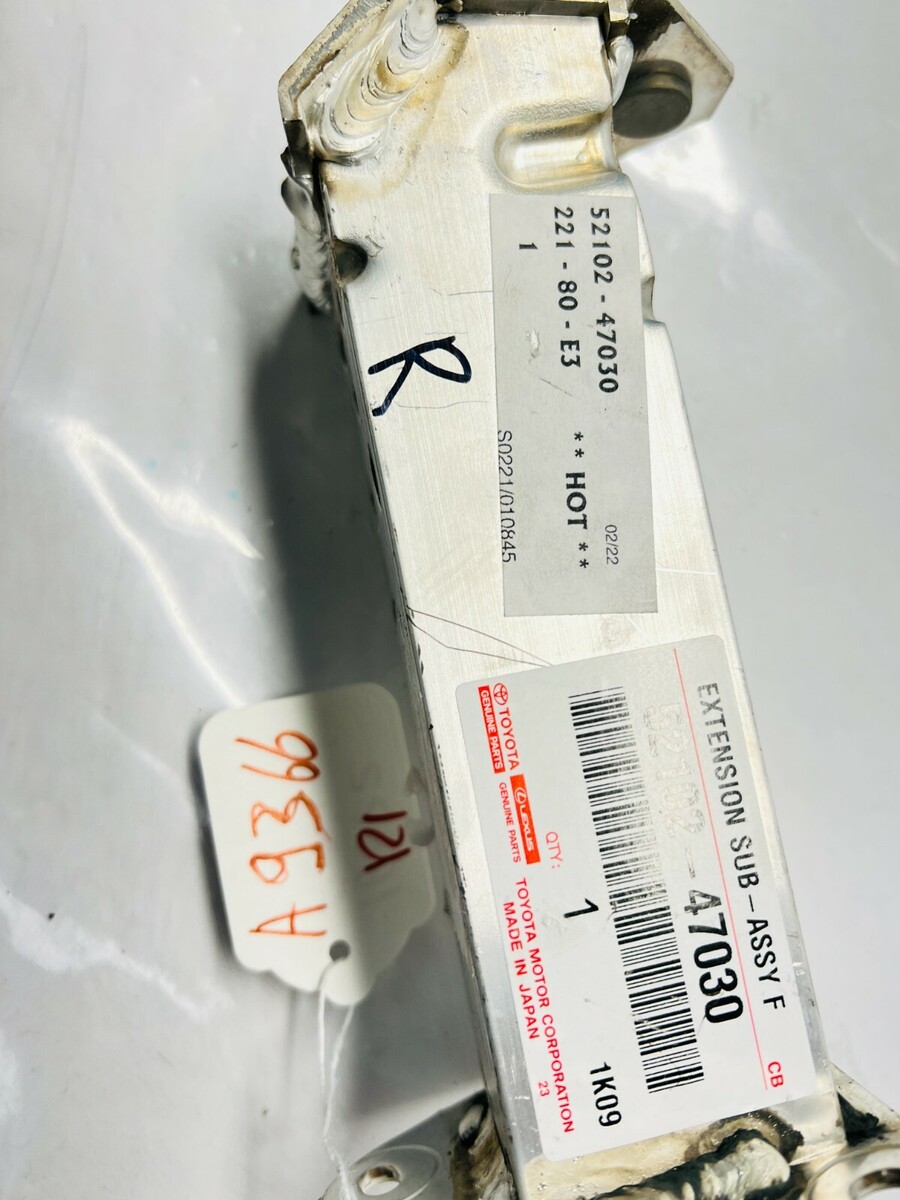 52102 - 47030
221 - 80 - E3
1
** HOT **
02/22
S0221/010845
R
EXTENSION SUB-ASSY F
52102-47030
CB
QTY:
1
1K09
TOYOTA
GENUINE PARTS
LEXUS
GENUINE PARTS
TOYOTA MOTOR CORPORATION
MADE IN JAPAN
23
A9366
121